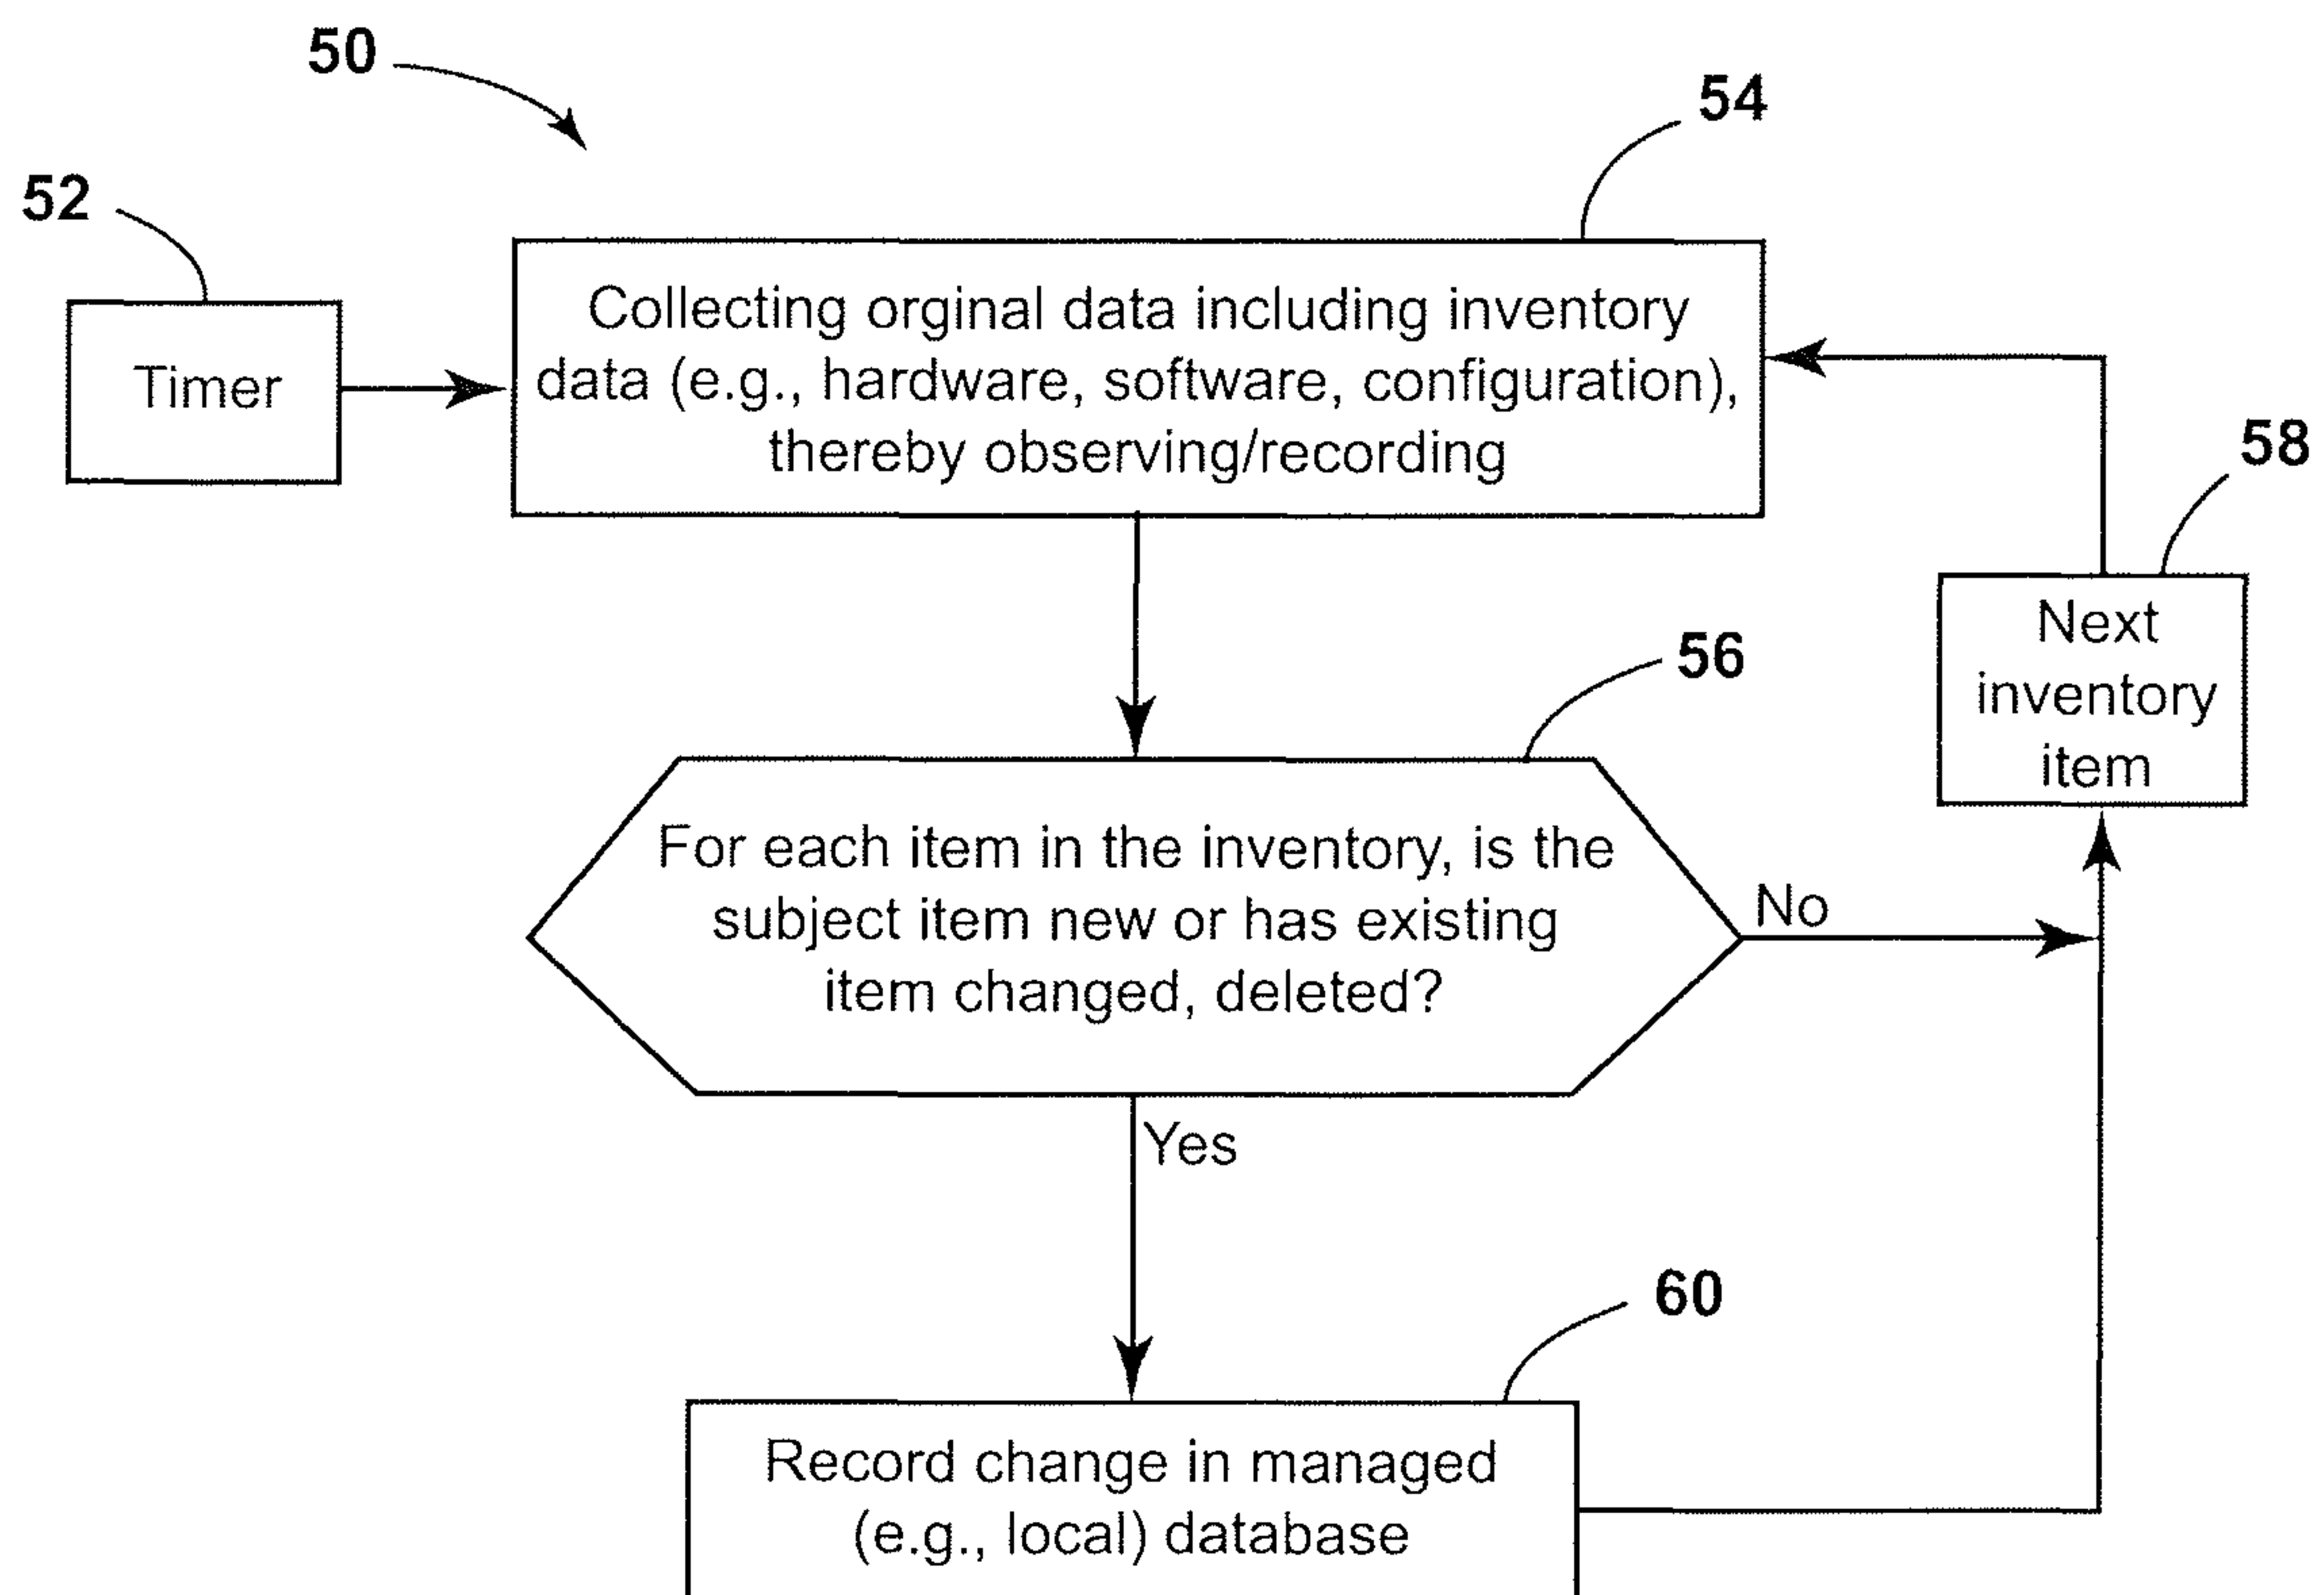 50
54
52
Collecting orginal data including inventory
data (e.g., hardware, software, configuration),
thereby observing/recording
Timer
58
Next
inventory
item
56
For each item in the inventory, is the
subject item new or has existing
item changed, deleted?
No
Yes
60
Record change in managed
(e.g., local) database